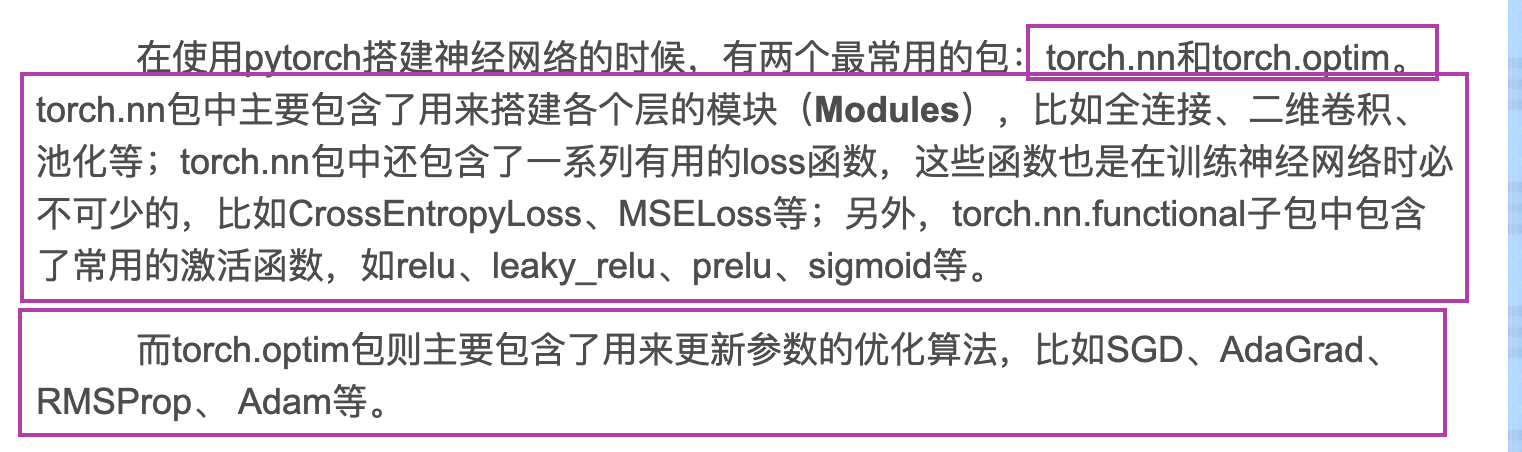 在使用pytorch搭建神经网络的时候，有两个最常用的包：torch.nn和torch.optim。
torch.nn包中主要包含了用来搭建各个层的模块（Modules），比如全连接、二维卷积、
池化等；torch.nn包中还包含了一系列有用的loss函数，这些函数也是在训练神经网络时必
不可少的，比如CrossEntropyLoss、MSELoss等；另外，torch.nn.functional子包中包含
了常用的激活函数，如relu、leaky_relu、prelu、sigmoid等。
而torch.optim包则主要包含了用来更新参数的优化算法，比如SGD、AdaGrad、
RMSProp、 Adam等。